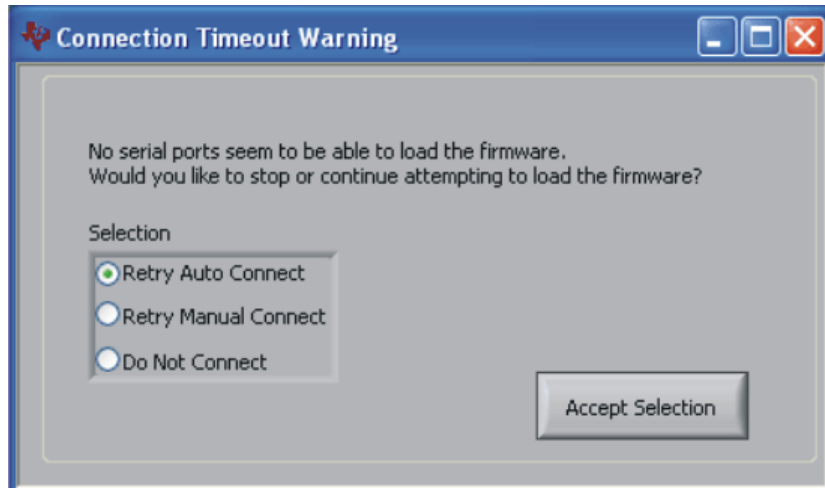 Connection Timeout Warning
No serial ports seem to be able to load the firmware.
Would you like to stop or continue attempting to load the firmware?
Selection
Retry Auto Connect
Retry Manual Connect
Do Not Connect
Accept Selection